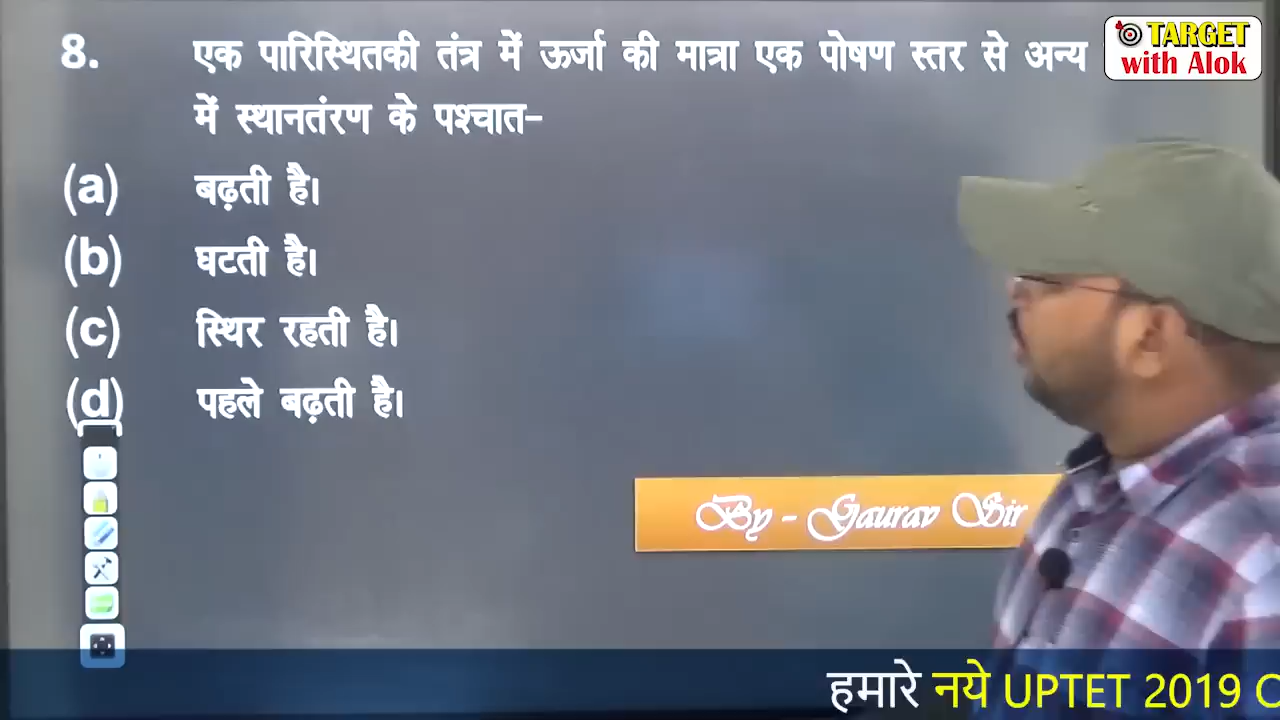 TARGET
with Alok
8. एक पारिस्थितकी तंत्र में ऊर्जा की मात्रा एक पोषण स्तर से अन्य
में स्थानतंरण के पश्चात-
(a) बढ़ती है।
(b) घटती है।
(c) स्थिर रहती है।
(d) पहले बढ़ती है।
By - Gaurav Sir
हमारे नये UPTET 2019